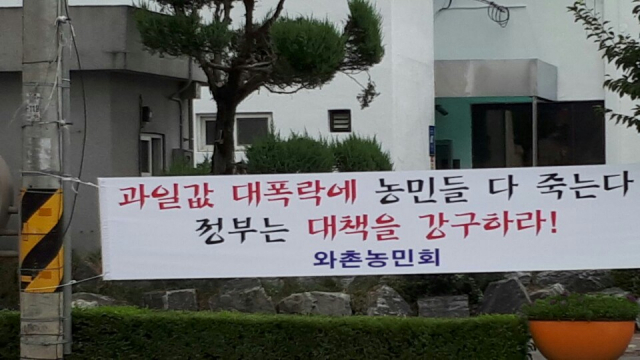 과일값 대폭락에 농민들 다 죽는다
정부는 대책을 강구하라!
와촌농민회